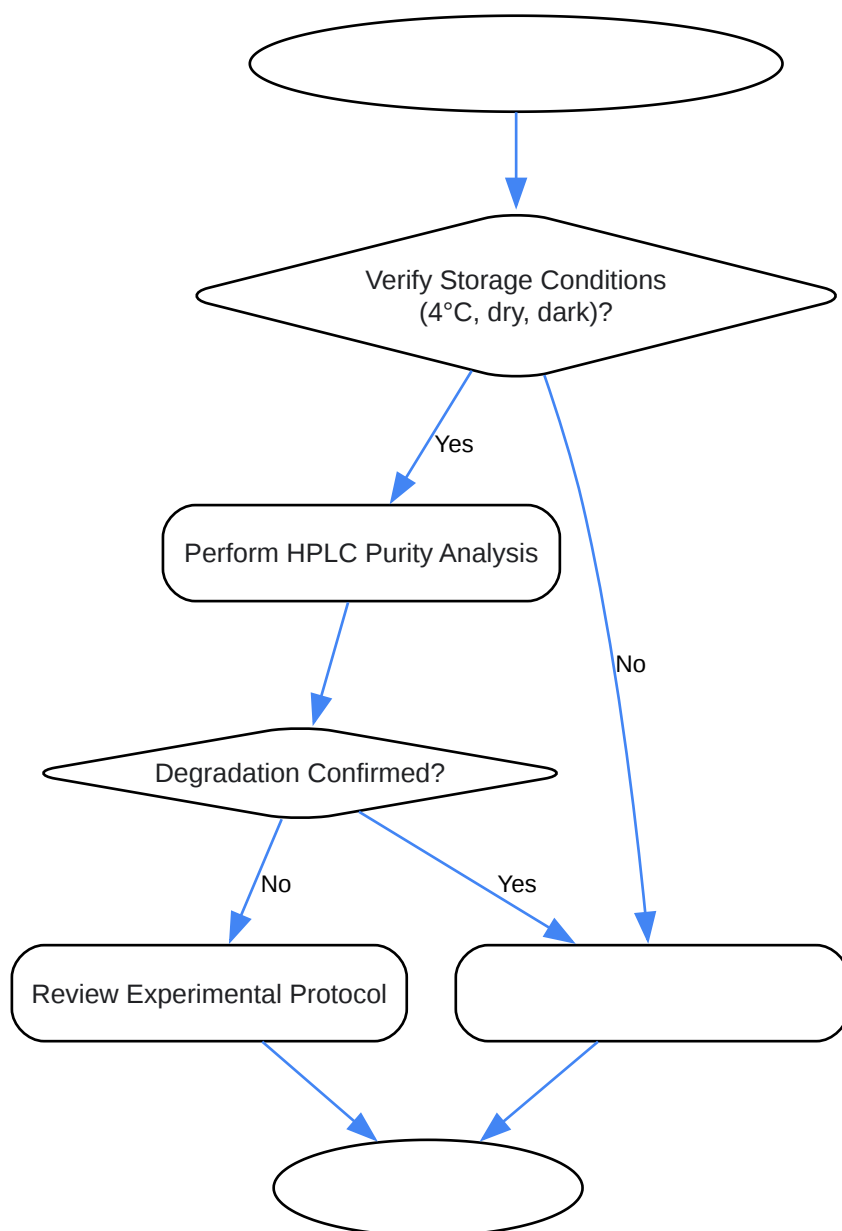 Verify Storage Conditions
(4°C, dry, dark)?
Yes
Perform HPLC Purity Analysis
No
Degradation Confirmed?
No
Yes
Review Experimental Protocol